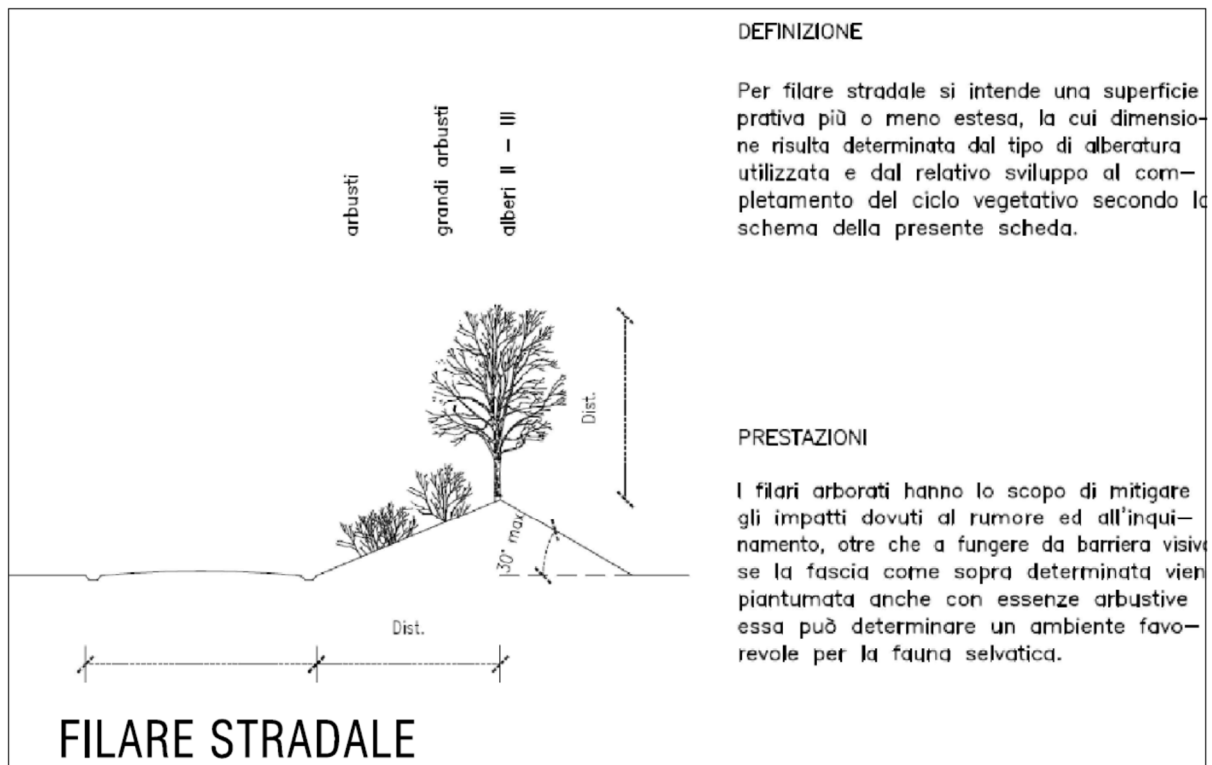 DEFINIZIONE
Per filare stradale si intende una superficie
prativa più o meno estesa, la cui dimensio-
ne risulta determinata dal tipo di alberatura
utilizzata e dal relativo sviluppo al com-
pletamento del ciclo vegetativo secondo lo
schema della presente scheda.
arbusti
grandi arbusti
alberi II - III
Dist.
30° max
Dist.
PRESTAZIONI
I filari arborati hanno lo scopo di mitigare
gli impatti dovuti al rumore ed all'inqui-
namento, otre che a fungere da barriera visiva
se la fascia come sopra determinata vien
piantumata anche con essenze arbustive
essa può determinare un ambiente favo-
revole per la fauna selvatica.
FILARE STRADALE